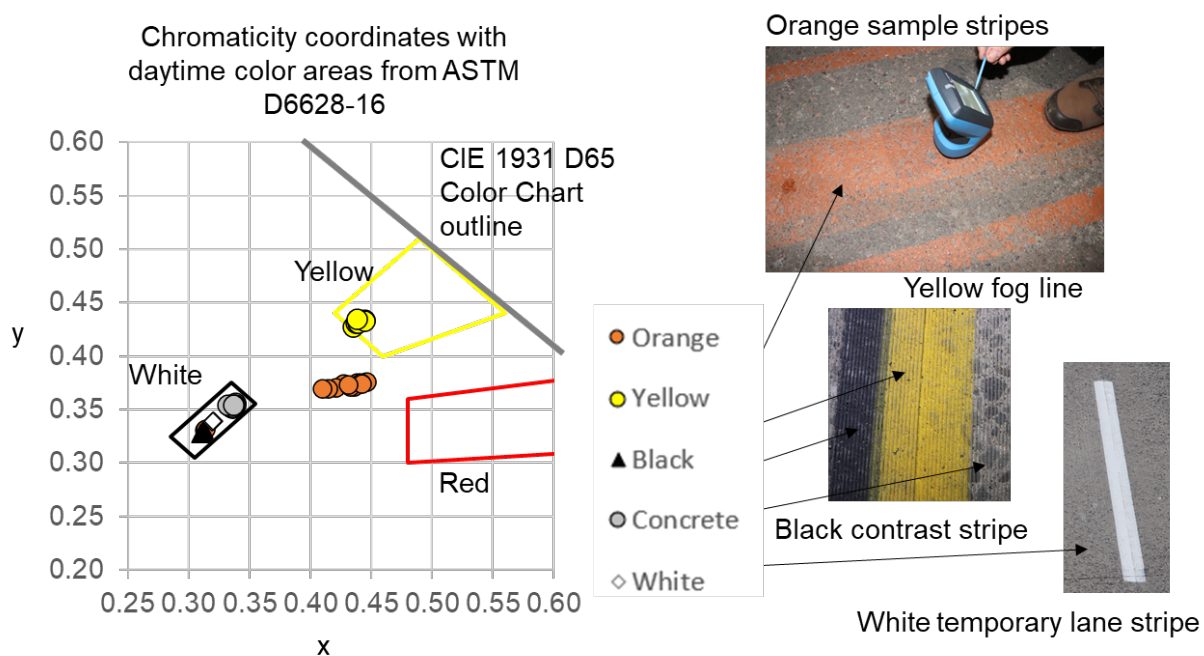 Chromaticity coordinates with
daytime color areas from ASTM
D6628-16
0.60
0.55
0.50
0.45
0.40
0.35
0.30
0.25
0.20
y
0.25 0.30 0.35 0.40 0.45 0.50 0.55 0.60
x
CIE 1931 D65
Color Chart
outline
Yellow
White
Red
Orange
Yellow
Black
Concrete
White
Orange sample stripes
Yellow fog line
Black contrast stripe
White temporary lane stripe